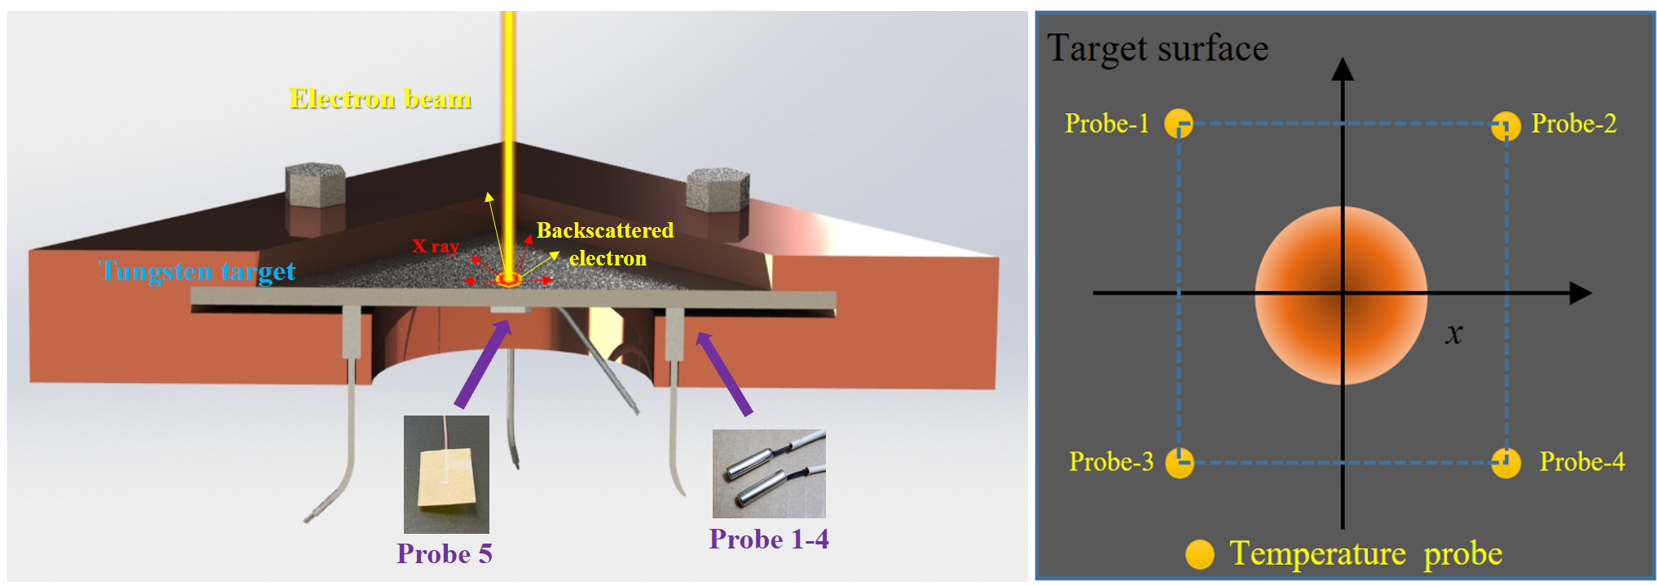 Electron beam
Backscattered
electron
X ray
Tungsten target
Probe 5
Probe 1-4
Target surface
Probe-1
Probe-2
x
Probe-3
Probe-4
Temperature probe